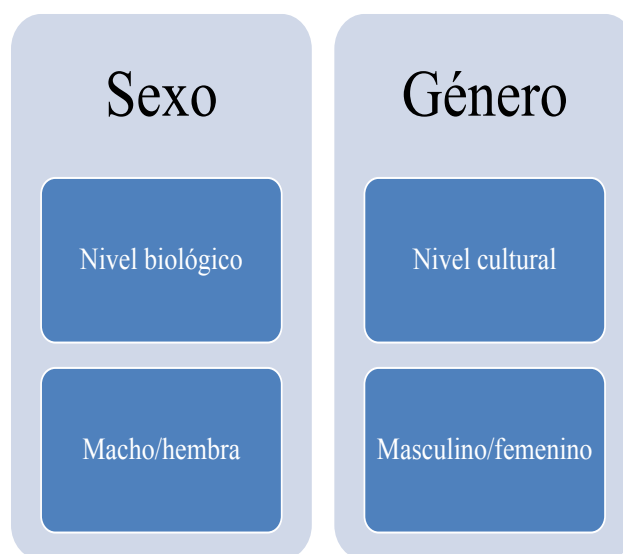 Sexo
Nivel biológico
Macho/hembra
Género
Nivel cultural
Masculino/femenino